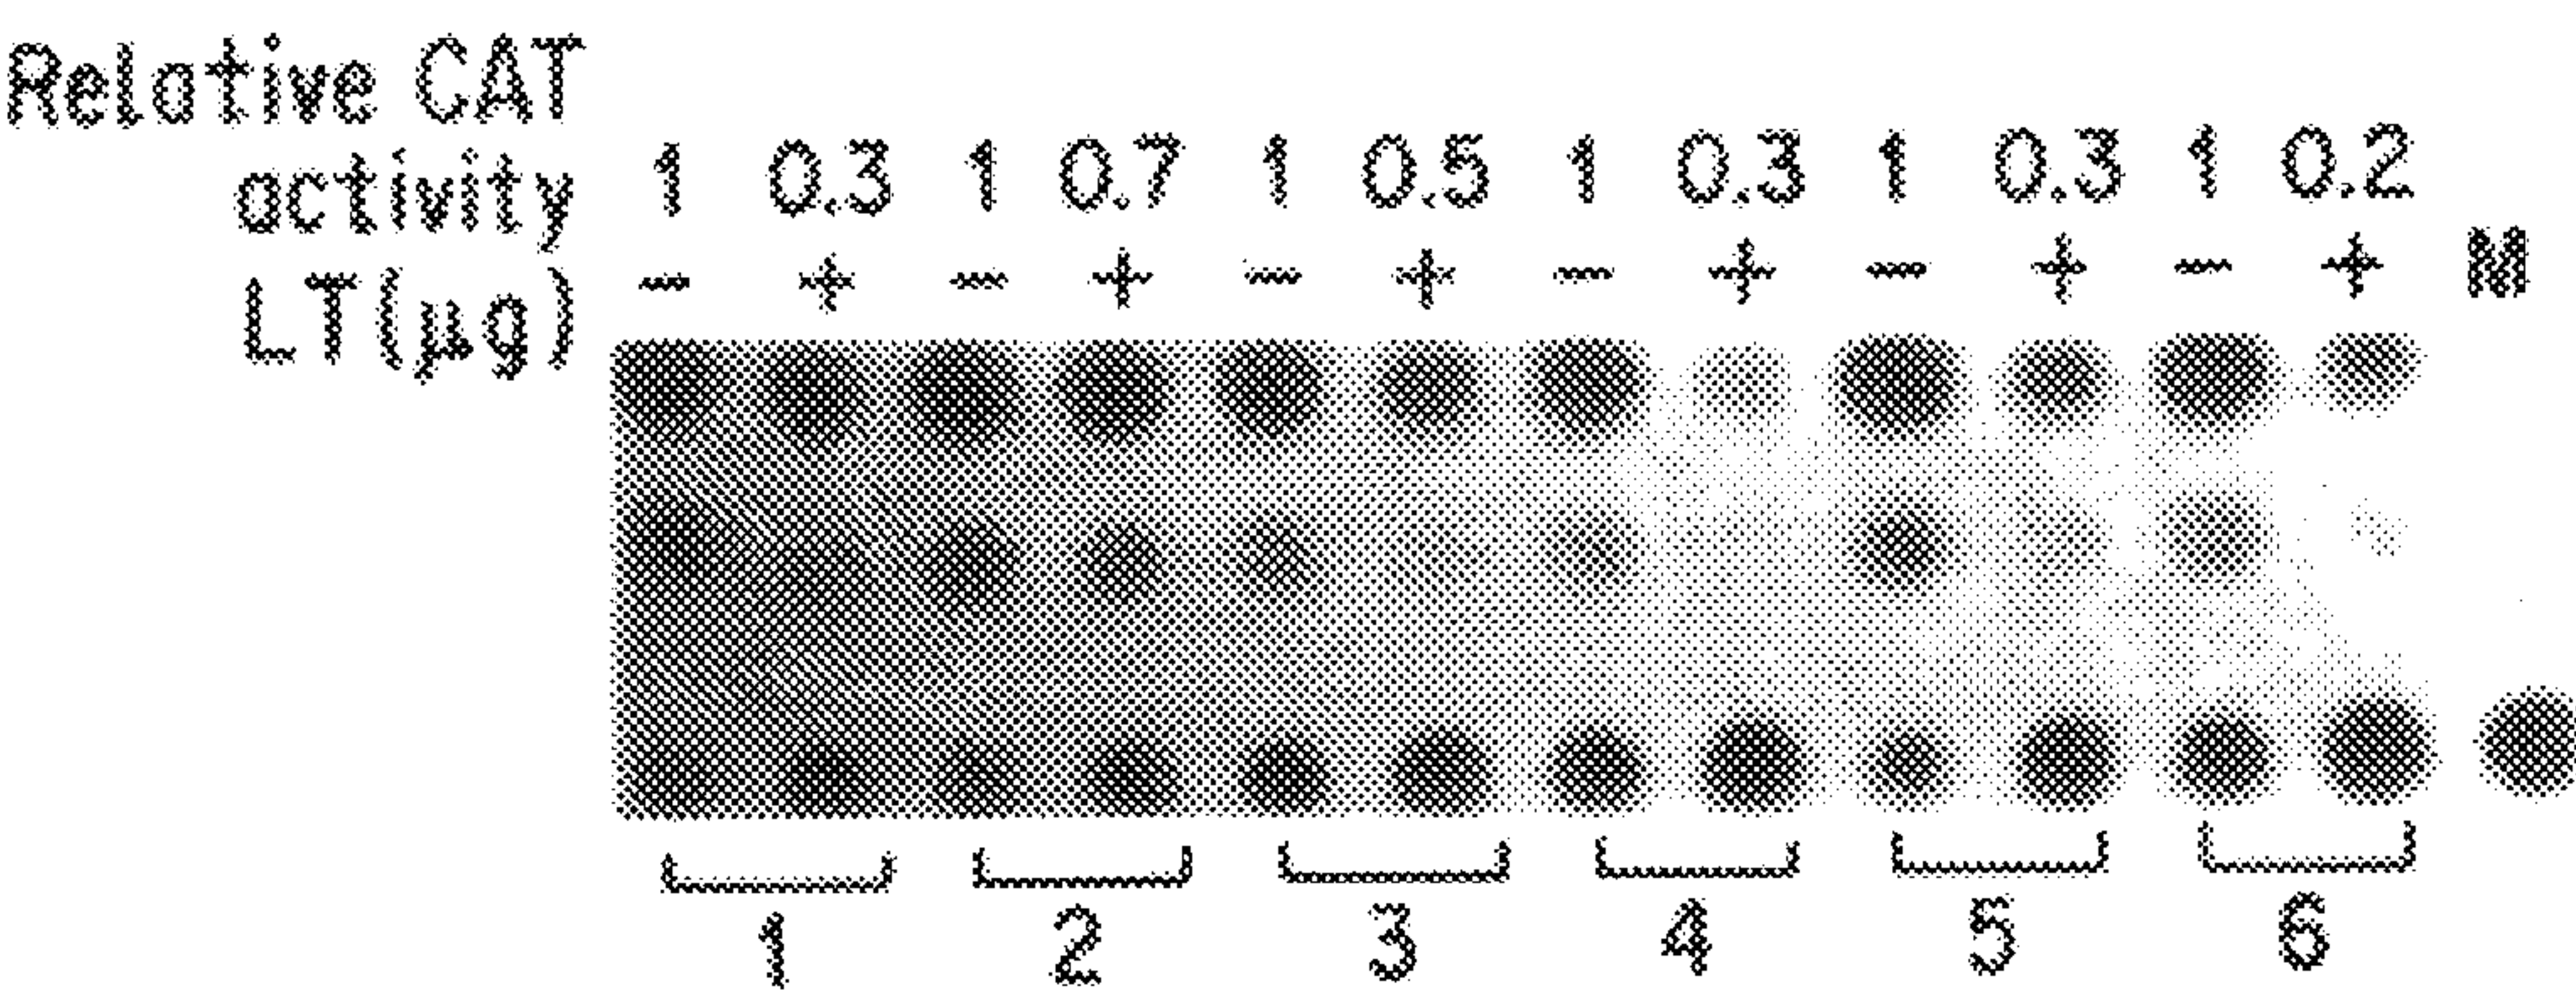 Relative CAT
activity 1 0.3 1 0.7 1 0.5 1 0.3 1 0.3 1 0.2
LT(μg) − + − + − + − + − + − + M
1 2 3 4 5 6